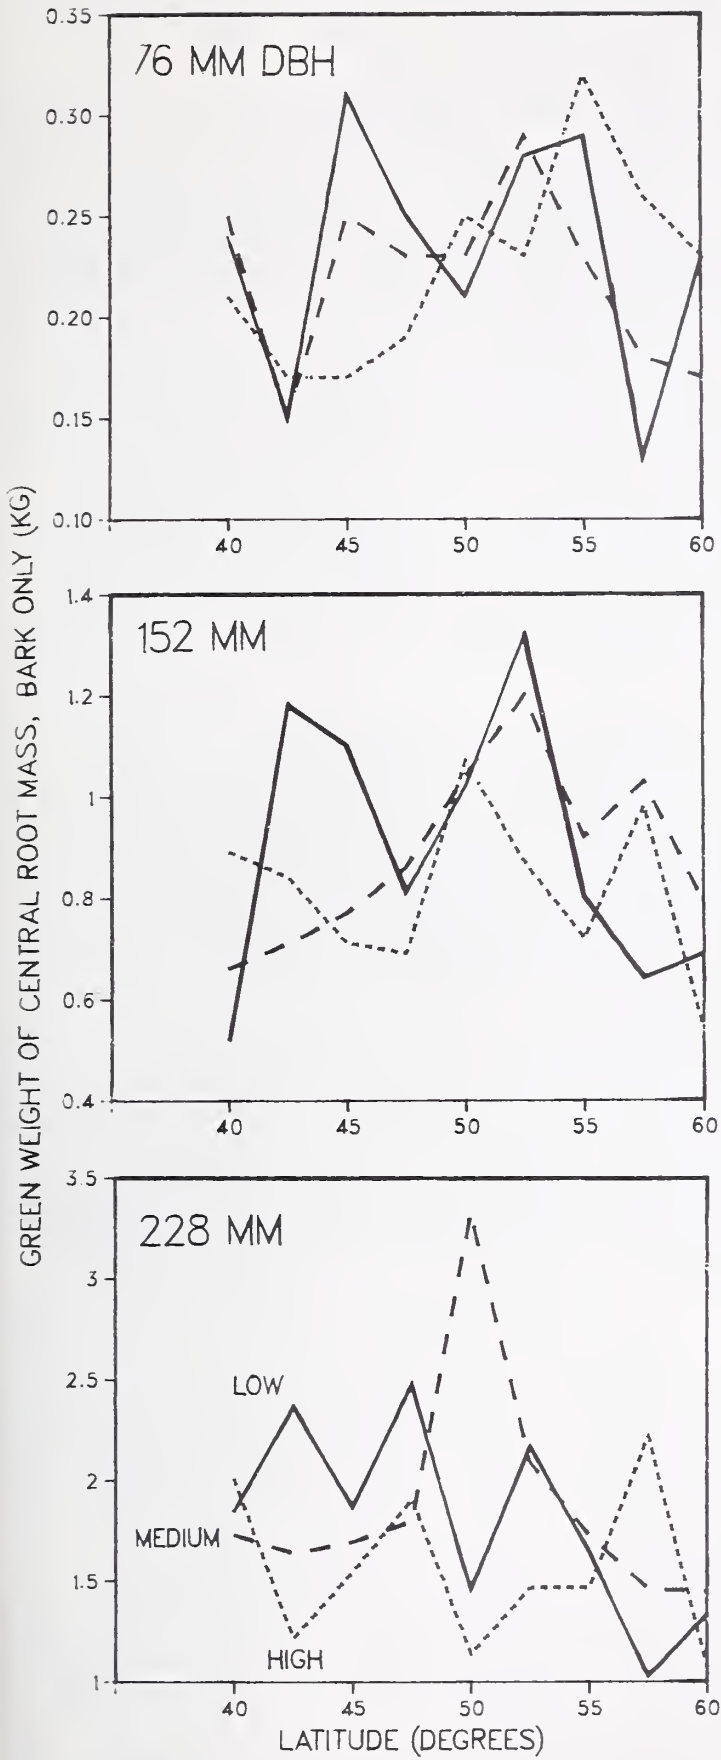 GREEN WEIGHT OF CENTRAL ROOT MASS, BARK ONLY (KG)
76 MM DBH
0.35
0.30
0.25
0.20
0.15
0.10
40 45 50 55 60
152 MM
1.4
1.2
1
0.8
0.6
0.4
40 45 50 55 60
228 MM
3.5
3
2.5
2
1.5
1
LOW
MEDIUM
HIGH
40 45 50 55 60
LATITUDE (DEGREES)